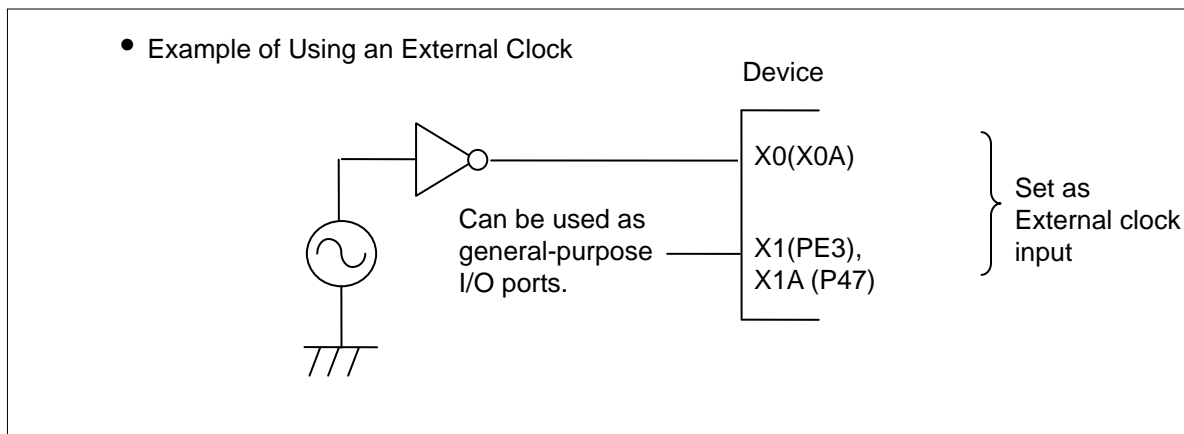 • Example of Using an External Clock
Device
X0(X0A)
Can be used as
general-purpose
I/O ports.
X1(PE3),
X1A (P47)
Set as
External clock
input